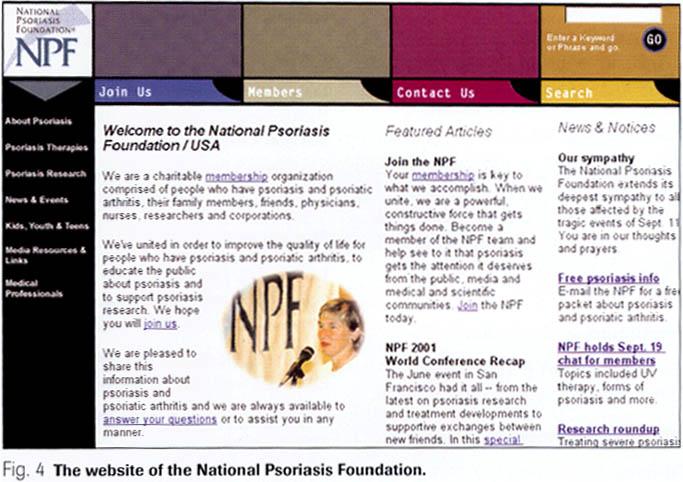 NATIONAL
PSORIASIS
FOUNDATION®
NPF
Enter a Keyword
or Phrase and go.
GO
Join Us
Members
Contact Us
Search
About Psoriasis
Psoriasis Therapies
Psoriasis Research
News & Events
Kids, Youth & Teens
Media Resources &
Links
Medical
Professionals
Welcome to the National Psoriasis
Foundation / USA
We are a charitable membership organization
comprised of people who have psoriasis and psoriatic
arthritis, their family members, friends, physicians,
nurses, researchers and corporations.
We've united in order to improve the quality of life for
people who have psoriasis and psoriatic arthritis, to
educate the public
about psoriasis and
to support psoriasis
research. We hope
you will join us.
NPF
We are pleased to
share this
information about
psoriasis and
psoriatic arthritis and we are always available to
answer your questions or to assist you in any
manner.
Featured Articles
Join the NPF
Your membership is key to
what we accomplish. When we
unite, we are a powerful,
constructive force that gets
things done. Become a
member of the NPF team and
help see to it that psoriasis
gets the attention it deserves
from the public, media and
medical and scientific
communities. Join the NPF
today.
NPF 2001
World Conference Recap
The June event in San
Francisco had it all -- from the
latest on psoriasis research
and treatment developments to
supportive exchanges between
new friends. In this special
News & Notices
Our sympathy
The National Psoriasis
Foundation extends its
deepest sympathy to all
those affected by the
tragic events of Sept. 11
You are in our thoughts
and prayers.
Free psoriasis info
E-mail the NPF for a free
packet about psoriasis
and psoriatic arthritis.
NPF holds Sept. 19
chat for members
Topics included UV
therapy, forms of
psoriasis and more.
Research roundup
Treating severe psoriasis
Fig. 4 The website of the National Psoriasis Foundation.